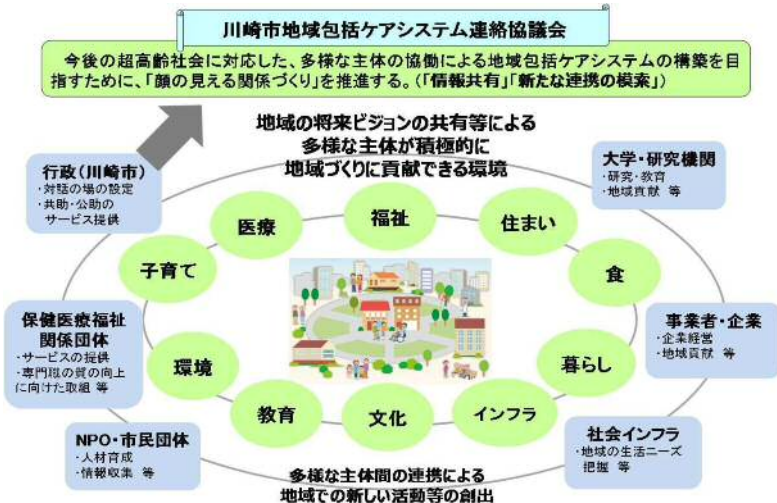 川崎市地域包括ケアシステム連絡協議会
今後の超高齢社会に対応した、多様な主体の協働による地域包括ケアシステムの構築を目
指すために、「顔の見える関係づくり」を推進する。(「情報共有」「新たな連携の模索」)
地域の将来ビジョンの共有等による
多様な主体が積極的に
地域づくりに貢献できる環境
行政(川崎市)
・対話の場の設定
・共助・公助の
サービス提供
大学・研究機関
・研究・教育
・地域貢献 等
医療
福祉
住まい
子育て
食
保健医療福祉
関係団体
・サービスの提供
・専門職の質の向上
に向けた取組 等
事業者・企業
・企業経営
・地域貢献 等
環境
暮らし
教育
文化
インフラ
NPO・市民団体
・人材育成
・情報収集 等
社会インフラ
・地域の生活ニーズ
把握 等
多様な主体間の連携による
地域での新しい活動等の創出